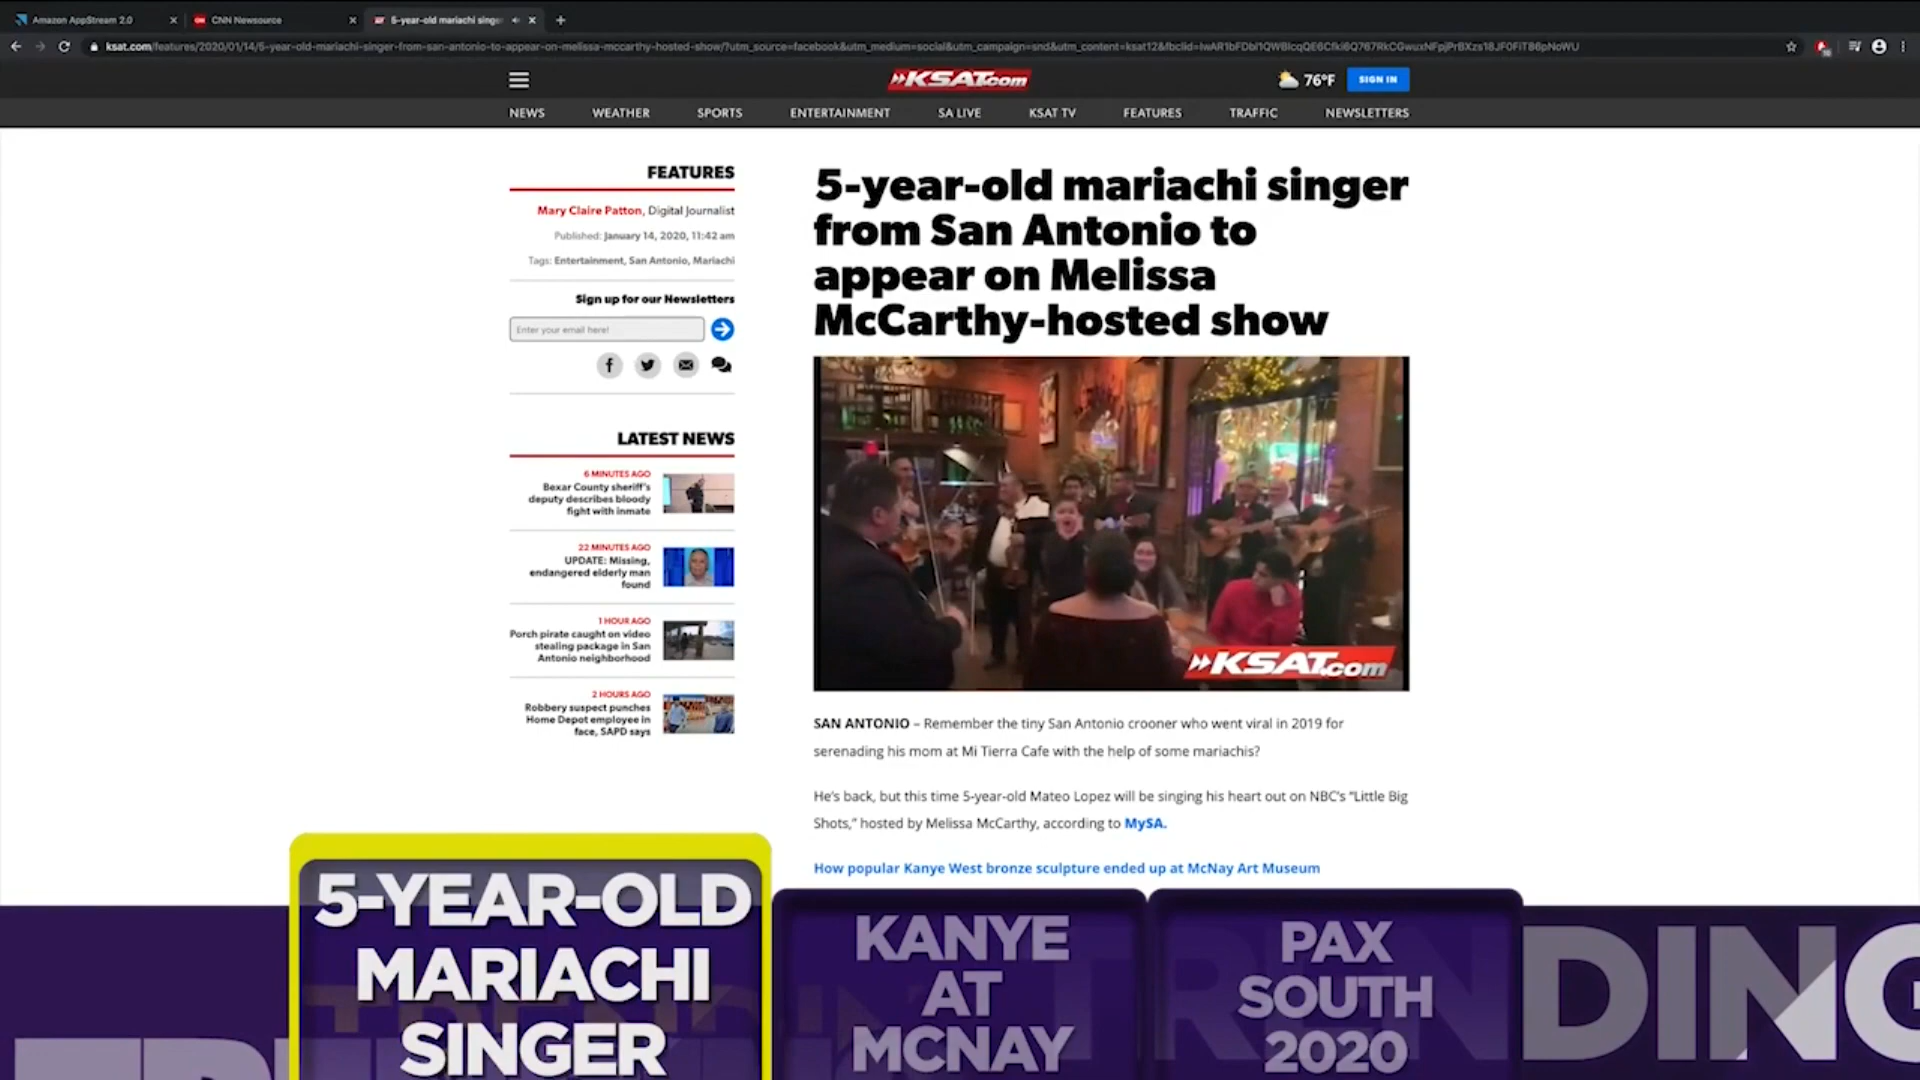 Amazon AppStream 2.0
CNN Newsource
5-year-old mariachi singe
NEWS
WEATHER
SPORTS
ENTERTAINMENT
SA LIVE
KSAT TV
FEATURES
TRAFFIC
NEWSLETTERS
KSAT.com
76°F
SIGN IN
FEATURES
Mary Claire Patton, Digital Journalist
Published: January 14, 2020, 11:42 am
Tags: Entertainment, San Antonio, Mariachi
Sign up for our Newsletters
Enter your email here!
LATEST NEWS
6 MINUTES AGO
Bexar County sheriff's
deputy describes bloody
fight with inmate
22 MINUTES AGO
UPDATE: Missing,
endangered elderly man
found
1 HOUR AGO
Porch pirate caught on video
stealing package in San
Antonio neighborhood
2 HOURS AGO
Robbery suspect punches
Home Depot employee in
face, SAPD says
5-year-old mariachi singer
from San Antonio to
appear on Melissa
McCarthy-hosted show
KSAT.com
SAN ANTONIO – Remember the tiny San Antonio crooner who went viral in 2019 for
serenading his mom at Mi Tierra Cafe with the help of some mariachis?
He's back, but this time 5-year-old Mateo Lopez will be singing his heart out on NBC's "Little Big
Shots," hosted by Melissa McCarthy, according to MySA.
How popular Kanye West bronze sculpture ended up at McNay Art Museum
5-YEAR-OLD
MARIACHI
SINGER
KANYE
AT
MCNAY
PAX
SOUTH
2020
TRENDING